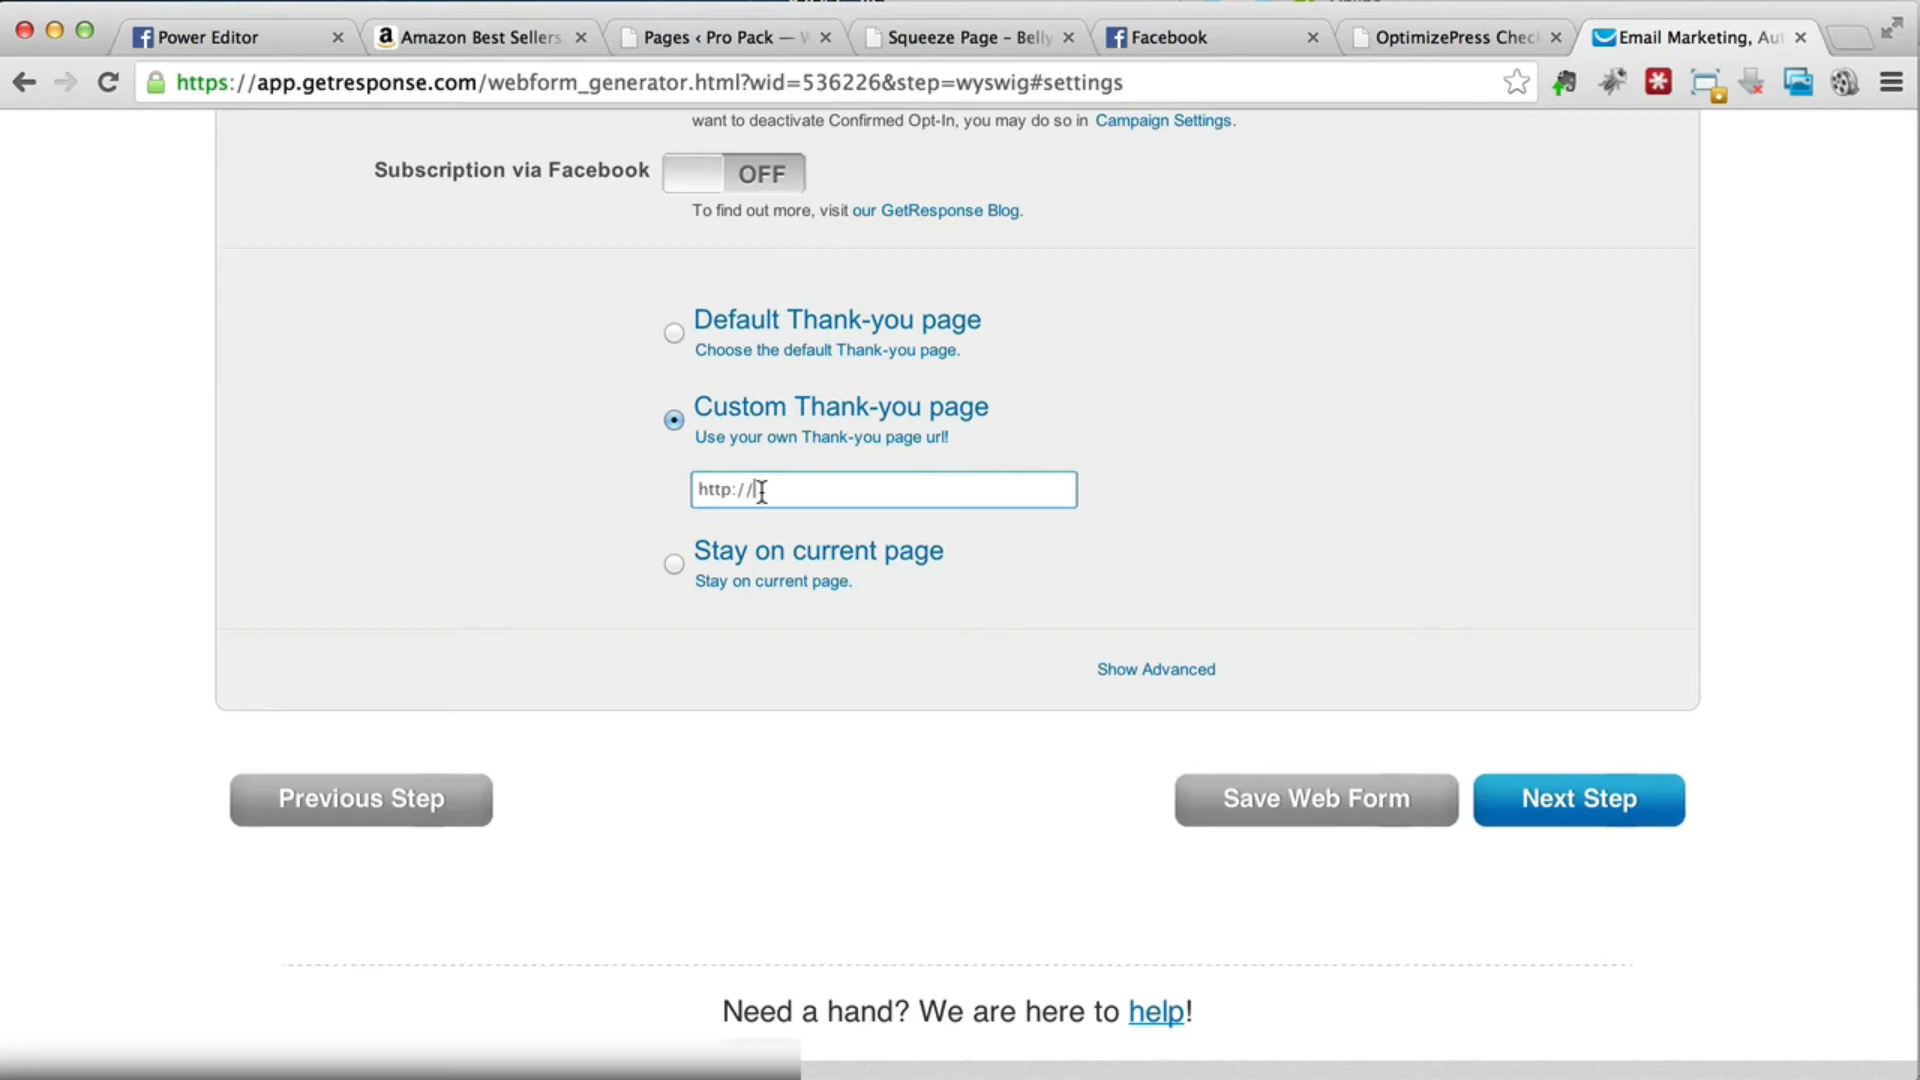 Power Editor
Amazon Best Sellers
Pages ‹ Pro Pack —
Squeeze Page – Belly
Facebook
OptimizePress Chec
Email Marketing, Au
https://app.getresponse.com/webform_generator.html?wid=536226&step=wyswig#settings
want to deactivate Confirmed Opt-In, you may do so in Campaign Settings.
Subscription via Facebook OFF
To find out more, visit our GetResponse Blog.
Default Thank-you page
Choose the default Thank-you page.
Custom Thank-you page
Use your own Thank-you page url!
http://
Stay on current page
Stay on current page.
Show Advanced
Previous Step
Save Web Form
Next Step
Need a hand? We are here to help!